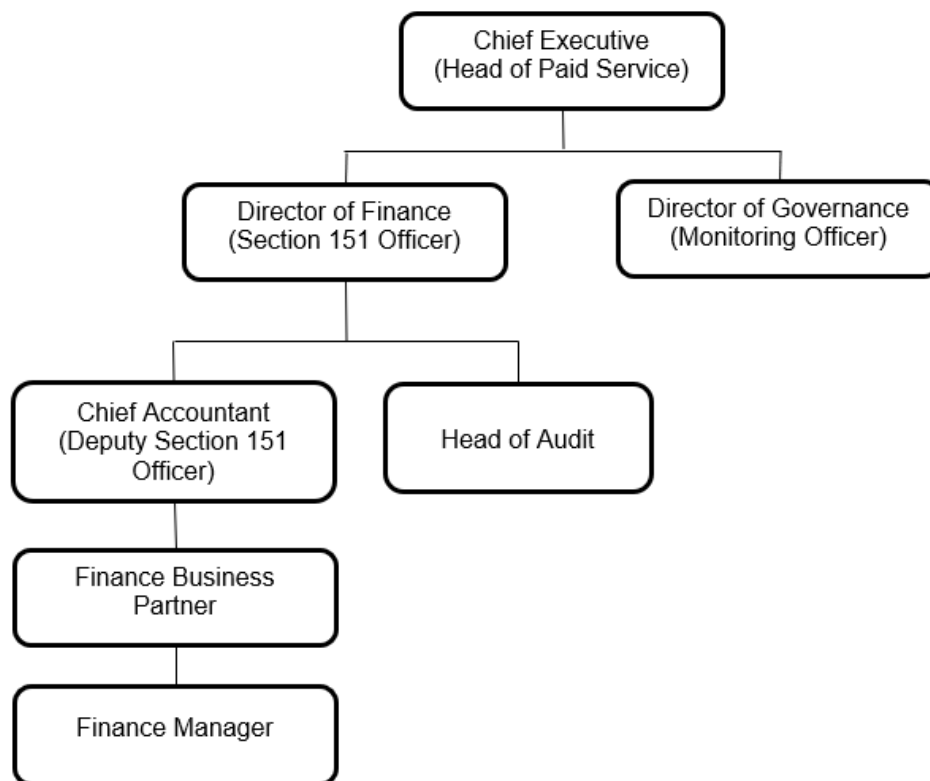 Chief Executive
(Head of Paid Service)
Director of Finance
(Section 151 Officer)
Director of Governance
(Monitoring Officer)
Chief Accountant
(Deputy Section 151
Officer)
Head of Audit
Finance Business
Partner
Finance Manager